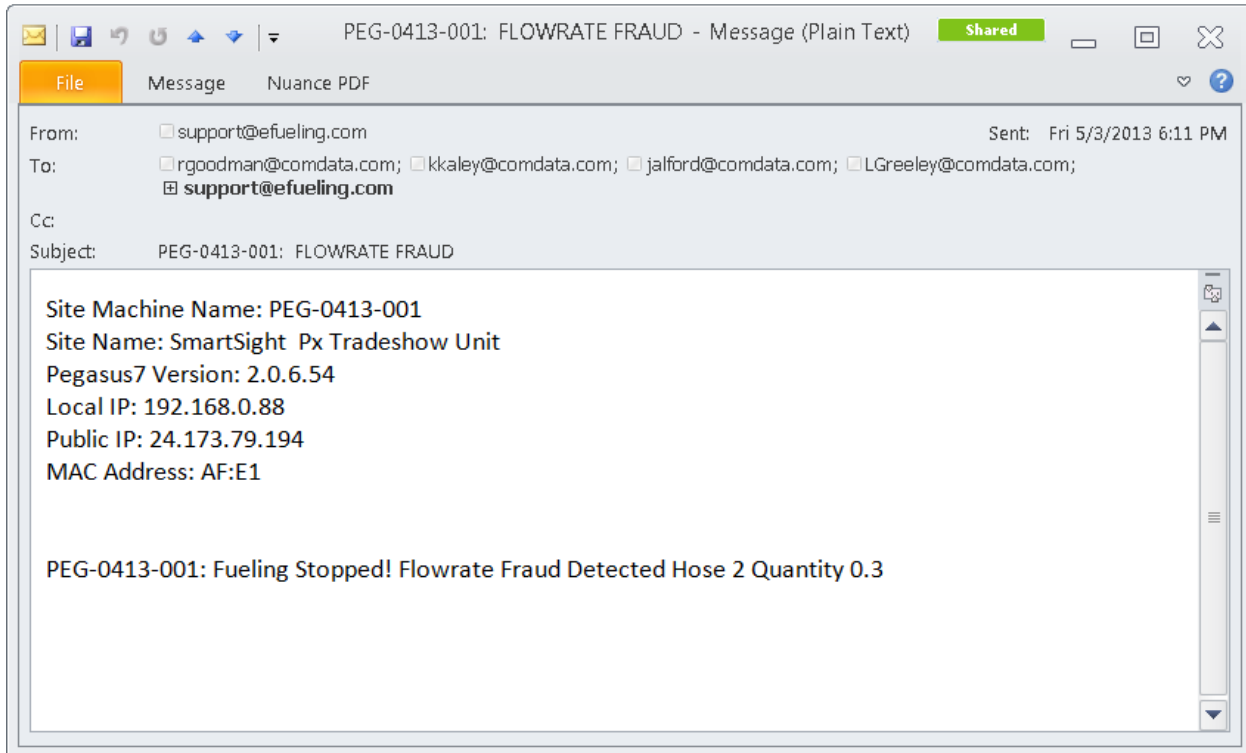 PEG-0413-001: FLOWRATE FRAUD - Message (Plain Text) Shared
File Message Nuance PDF
From: support@efueling.com Sent: Fri 5/3/2013 6:11 PM
To: rgoodman@comdata.com; kkaley@comdata.com; jalford@comdata.com; LGreeley@comdata.com;
support@efueling.com
Cc:
Subject: PEG-0413-001: FLOWRATE FRAUD
Site Machine Name: PEG-0413-001
Site Name: SmartSight Px Tradeshow Unit
Pegasus7 Version: 2.0.6.54
Local IP: 192.168.0.88
Public IP: 24.173.79.194
MAC Address: AF:E1
PEG-0413-001: Fueling Stopped! Flowrate Fraud Detected Hose 2 Quantity 0.3